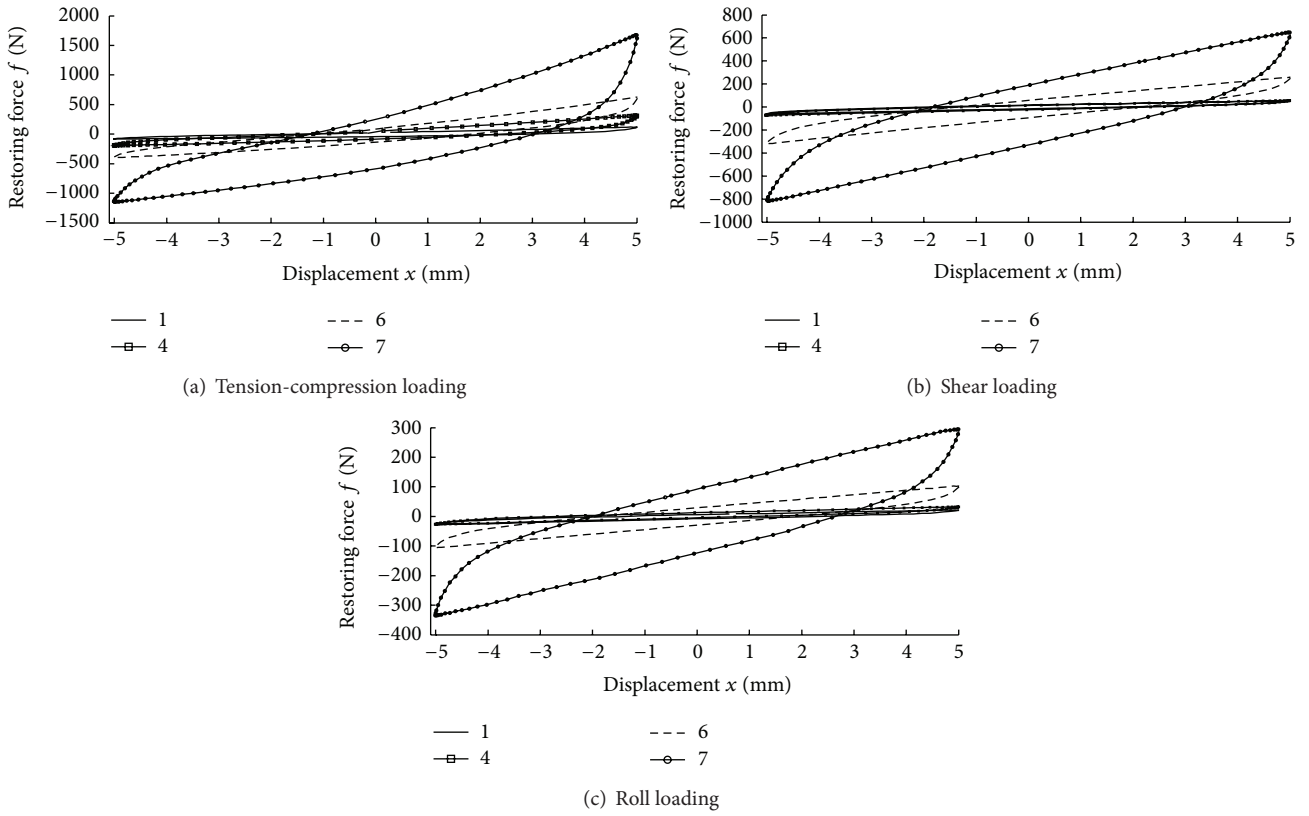 Restoring force f (N)
2000
1500
1000
500
0
−500
−1000
−1500
−5 −4 −3 −2 −1 0 1 2 3 4 5
Displacement x (mm)
1 6
4 7
(a) Tension-compression loading
Restoring force f (N)
800
600
400
200
0
−200
−400
−600
−800
−1000
−5 −4 −3 −2 −1 0 1 2 3 4 5
Displacement x (mm)
1 6
4 7
(b) Shear loading
Restoring force f (N)
300
200
100
0
−100
−200
−300
−400
−5 −4 −3 −2 −1 0 1 2 3 4 5
Displacement x (mm)
1 6
4 7
(c) Roll loading